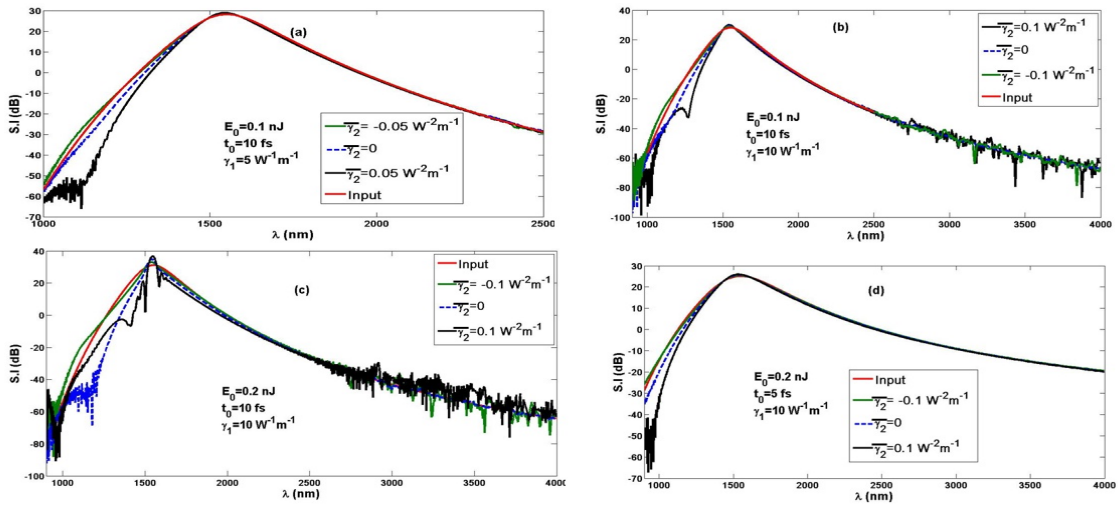 30
20
10
0
-10
-20
-30
-40
-50
-60
-70
S.I (dB)
(a)
E0=0.1 nJ
t0=10 fs
γ1=5 W-1m-1
γ2= -0.05 W-2m-1
γ2=0
γ2=0.05 W-2m-1
Input
1000 1500 2000 2500
λ (nm)
40
20
0
-20
-40
-60
-80
-100
S.I (dB)
(b)
E0=0.1 nJ
t0=10 fs
γ1=10 W-1m-1
γ2=0.1 W-2m-1
γ2=0
γ2= -0.1 W-2m-1
Input
1000 1500 2000 2500 3000 3500 4000
λ (nm)
40
20
0
-20
-40
-60
-80
-100
S.I (dB)
(c)
E0=0.2 nJ
t0=10 fs
γ1=10 W-1m-1
Input
γ2= -0.1 W-2m-1
γ2=0
γ2=0.1 W-2m-1
1000 1500 2000 2500 3000 3500 4000
λ (nm)
30
20
10
0
-10
-20
-30
-40
-50
-60
-70
S.I (dB)
(d)
E0=0.2 nJ
t0=5 fs
γ1=10 W-1m-1
Input
γ2= -0.1 W-2m-1
γ2=0
γ2=0.1 W-2m-1
1000 1500 2000 2500 3000 3500 4000
λ (nm)